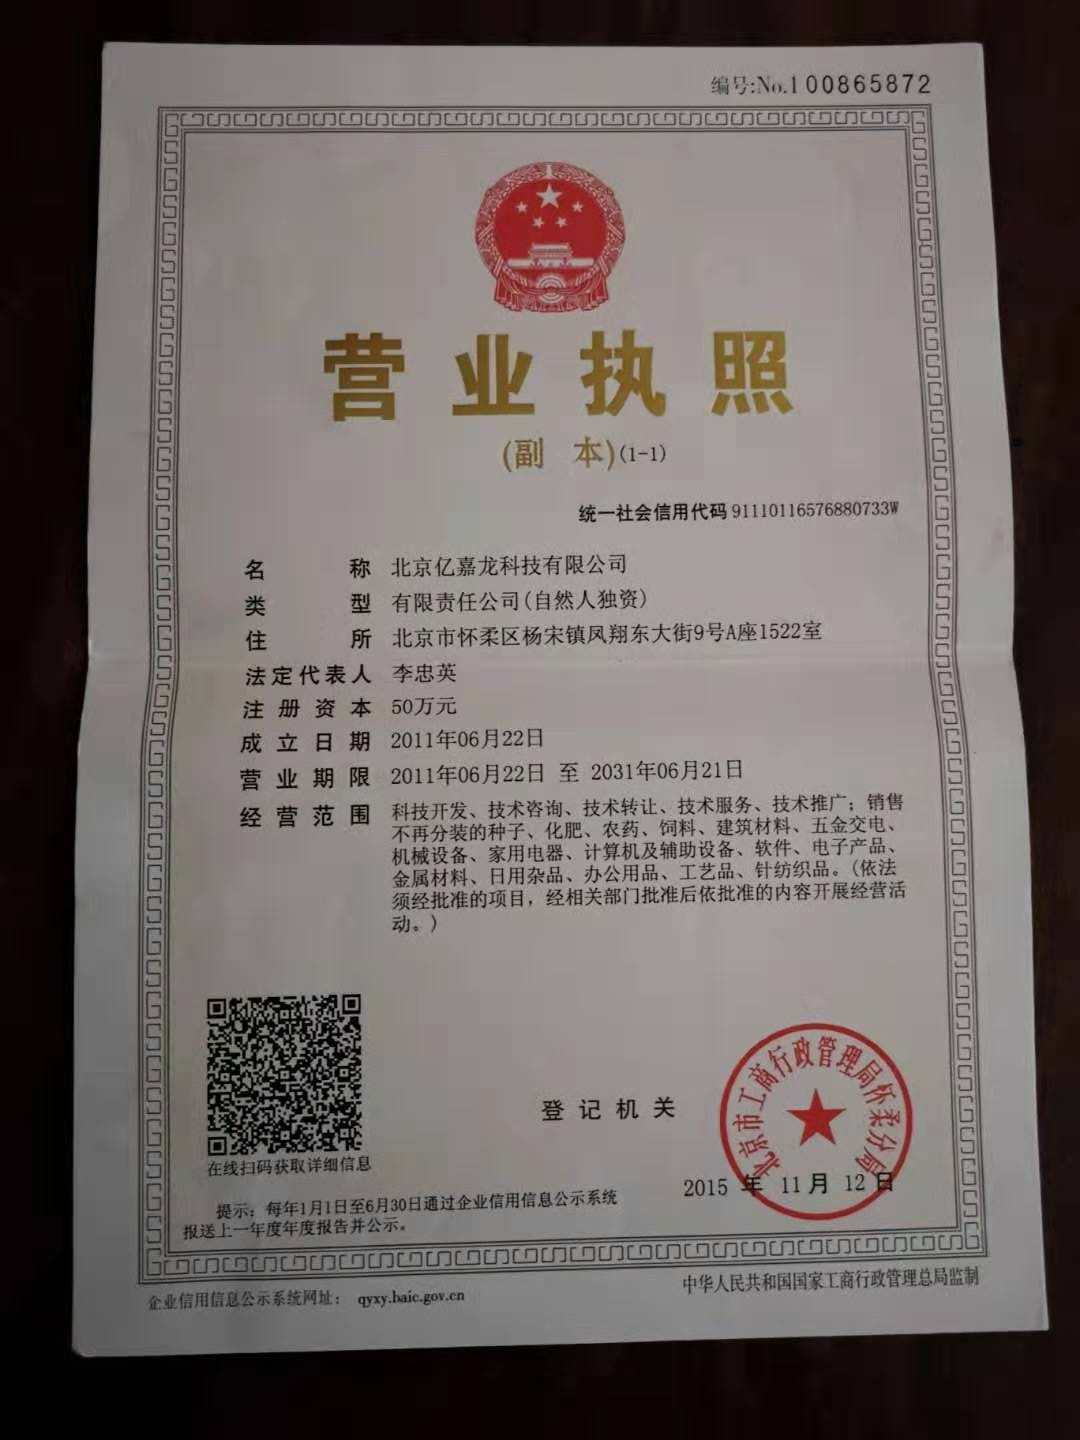 编号:No.100865872
营业执照
(副 本)(1-1)
统一社会信用代码 91110116576880733W
名 称 北京亿嘉龙科技有限公司
类 型 有限责任公司(自然人独资)
住 所 北京市怀柔区杨宋镇凤翔东大街9号A座1522室
法定代表人 李忠英
注册资本 50万元
成立日期 2011年06月22日
营业期限 2011年06月22日 至 2031年06月21日
经营范围 科技开发、技术咨询、技术转让、技术服务、技术推广；销售
不再分装的种子、化肥、农药、饲料、建筑材料、五金交电、
机械设备、家用电器、计算机及辅助设备、软件、电子产品、
金属材料、日用杂品、办公用品、工艺品、针纺织品。(依法
须经批准的项目，经相关部门批准后依批准的内容开展经营活
动。)
在线扫码获取详细信息
登记机关
北京市工商行政管理局怀柔分局
2015 年 11 月 12 日
提示：每年1月1日至6月30日通过企业信用信息公示系统
报送上一年度年度报告并公示。
企业信用信息公示系统网址： qyxy.baic.gov.cn
中华人民共和国国家工商行政管理总局监制